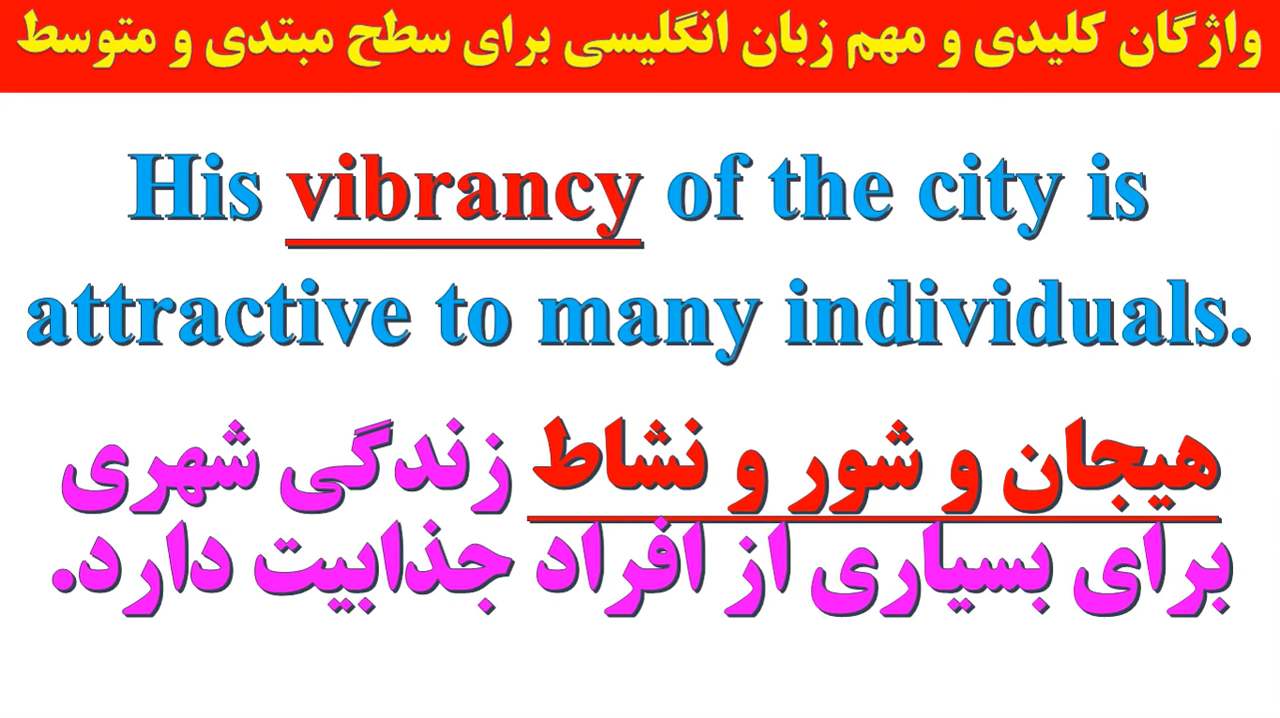 واژگان کلیدی و مهم زبان انگلیسی برای سطح مبتدی و متوسط
His vibrancy of the city is
attractive to many individuals.
هیجان و شور و نشاط زندگی شهری
برای بسیاری از افراد جذابیت دارد.